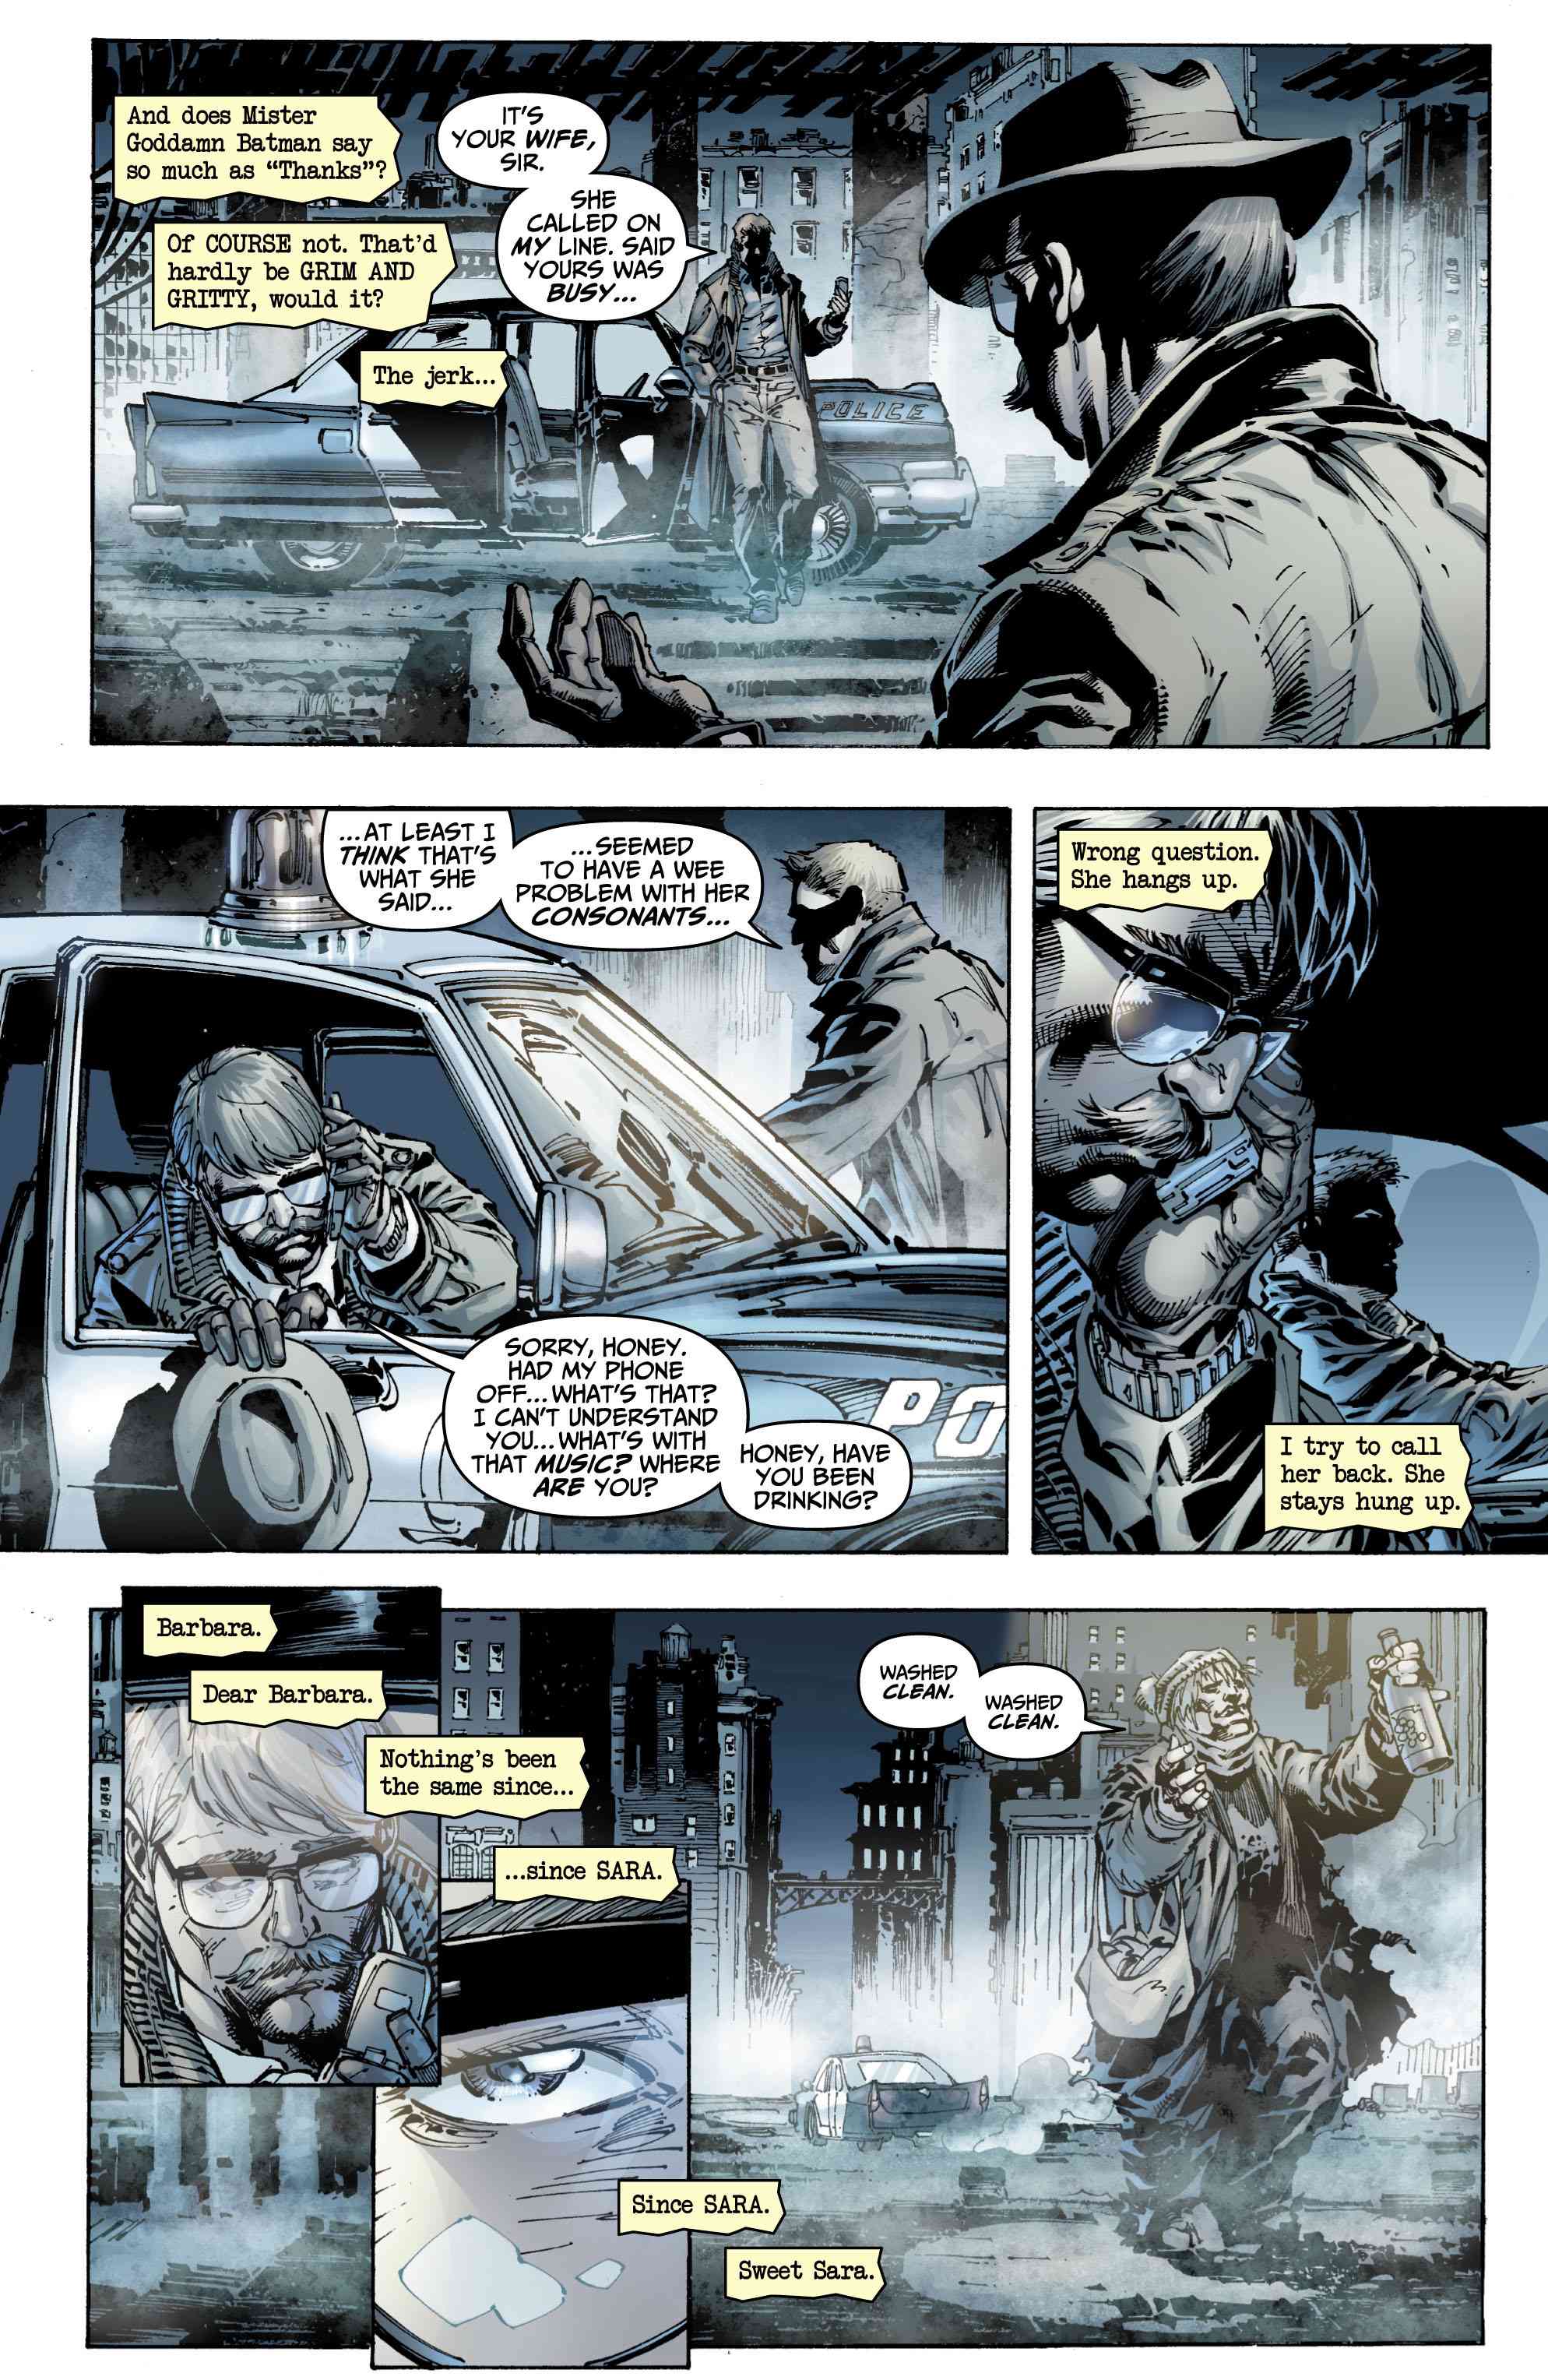 And does Mister
Goddamn Batman say
so much as “Thanks”?
Of COURSE not. That’d
hardly be GRIM AND
GRITTY, would it?
The jerk...
IT’S
YOUR WIFE,
SIR.
SHE
CALLED ON
MY LINE. SAID
YOURS WAS
BUSY...
POLICE
...AT LEAST I
THINK THAT’S
WHAT SHE
SAID...
...SEEMED
TO HAVE A WEE
PROBLEM WITH HER
CONSONANTS...
SORRY, HONEY.
HAD MY PHONE
OFF...WHAT’S THAT?
I CAN’T UNDERSTAND
YOU...WHAT’S WITH
THAT MUSIC? WHERE
ARE YOU?
HONEY, HAVE
YOU BEEN
DRINKING?
PO
Wrong question.
She hangs up.
I try to call
her back. She
stays hung up.
Barbara.
Dear Barbara.
Nothing’s been
the same since...
...since SARA.
WASHED
CLEAN.
WASHED
CLEAN.
Since SARA.
Sweet Sara.